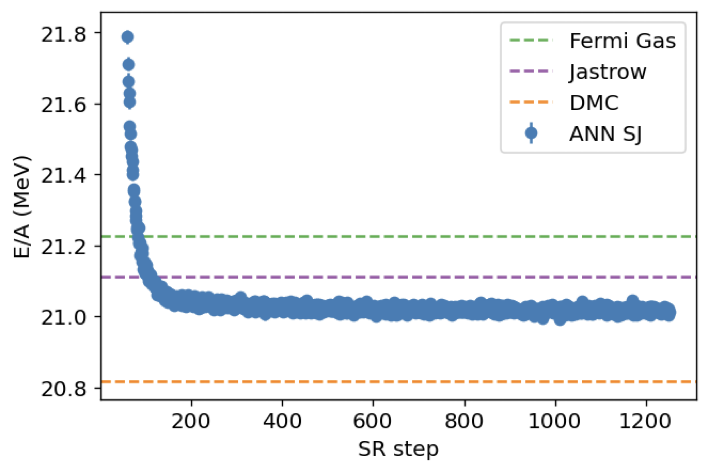 21.8
21.6
21.4
21.2
21.0
20.8
E/A (MeV)
Fermi Gas
Jastrow
DMC
ANN SJ
200 400 600 800 1000 1200
SR step